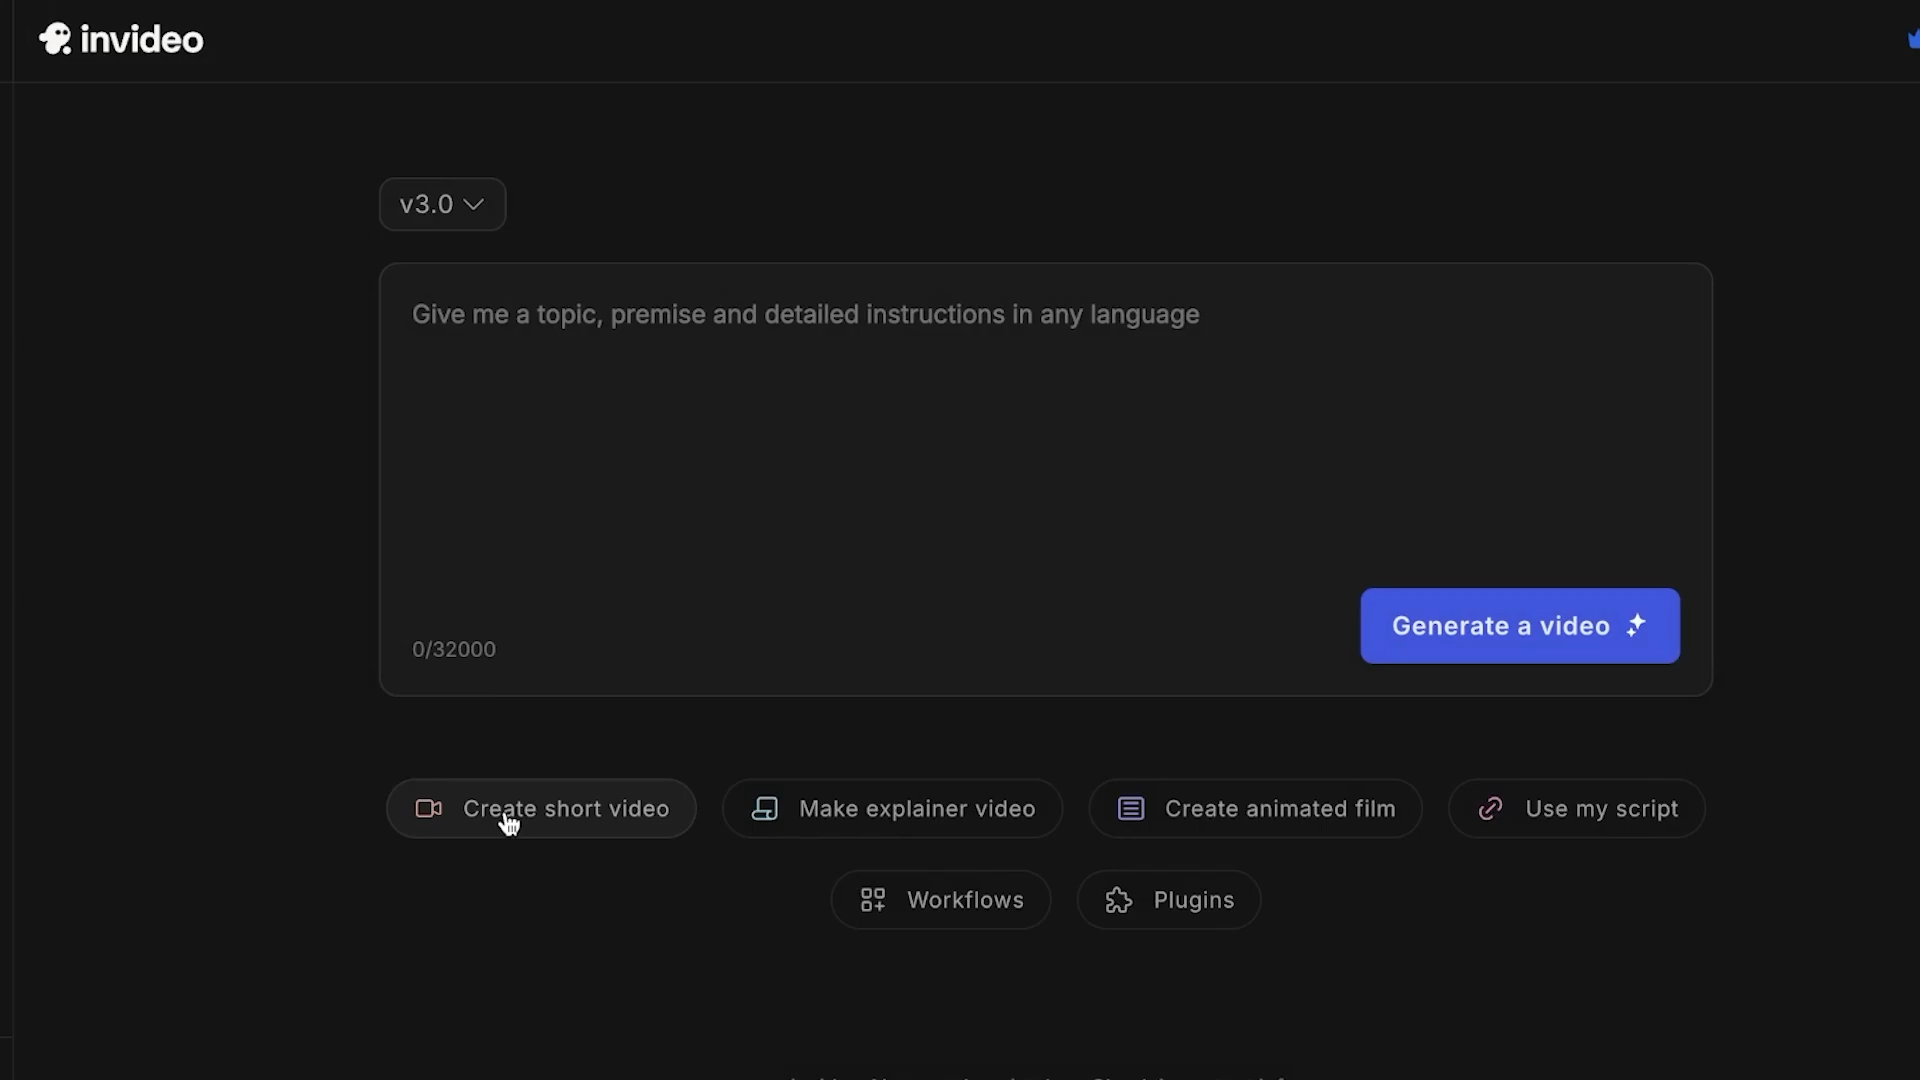 invideo
v3.0
Give me a topic, premise and detailed instructions in any language
0/32000
Generate a video
Create short video
Make explainer video
Create animated film
Use my script
Workflows
Plugins